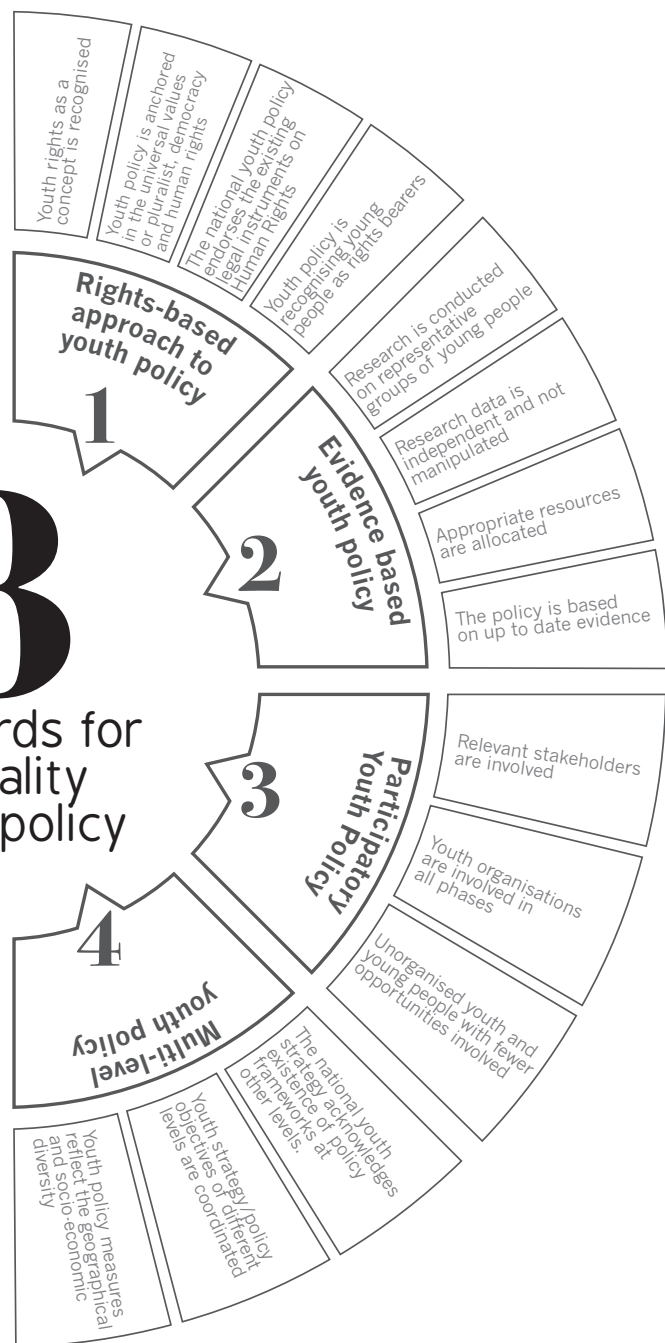 Youth rights as a
concept is recognised
Youth policy is anchored
in the universal values
or pluralist, democracy
and human rights
The national youth policy
endorses the existing
legal instruments on
Human Rights
Youth policy is
recognising young
people as rights bearers
Rights-based
approach to
youth policy
1
Research is conducted
on representative
groups of young people
Research data is
independent and not
manipulated
Appropriate resources
are allocated
The policy is based
on up to date evidence
Evidence based
youth policy
2
8
rds for
ality
policy
Participatory
Youth Policy
3
Relevant stakeholders
are involved
Youth organisations
are involved in
all phases
Unorganised youth and
young people with fewer
opportunities involved
Multi-level
youth policy
4
The national youth
strategy acknowledges
existence of policy
frameworks at
other levels.
Youth strategy/policy
objectives of different
levels are coordinated
Youth policy measures
reflect the geographical
and socio-economic
diversity